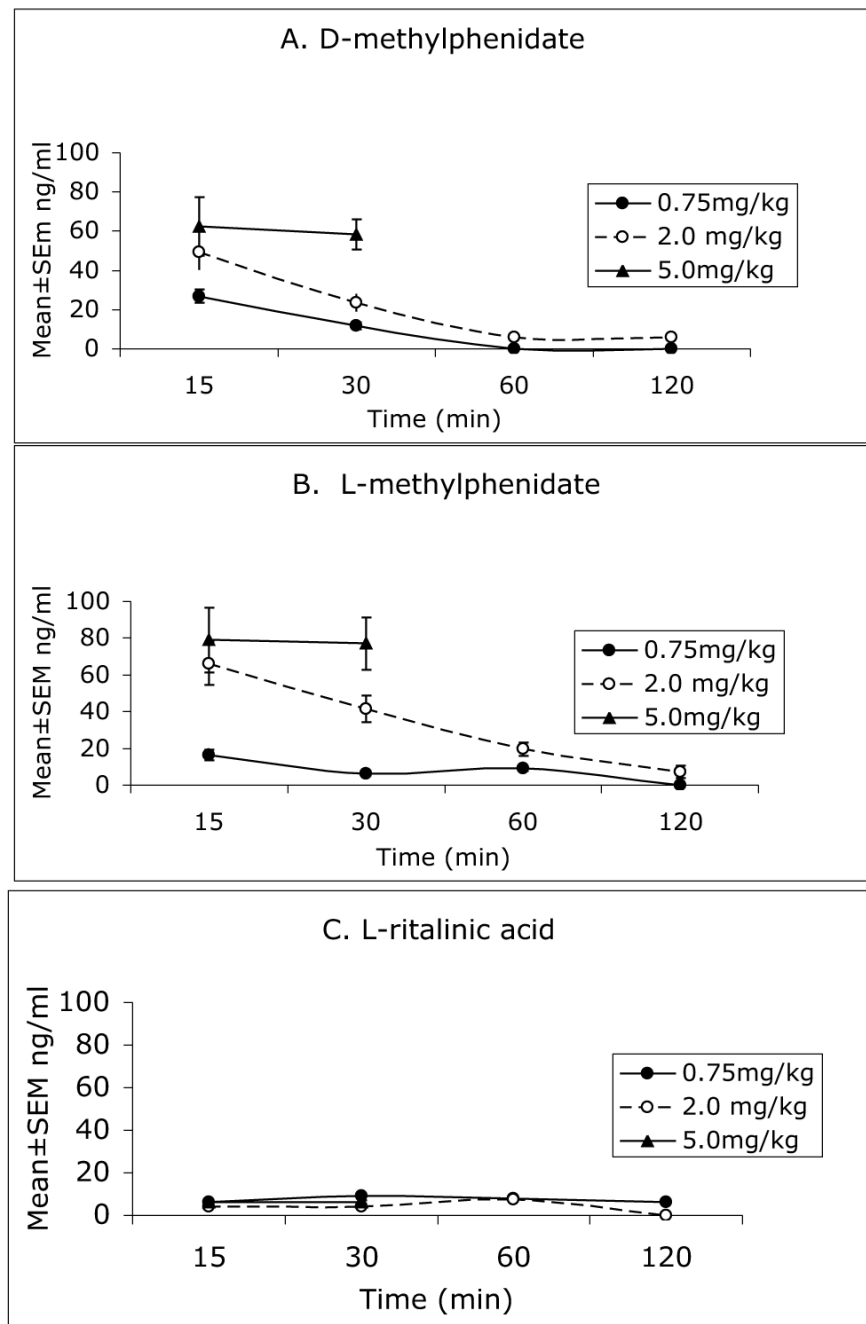 A. D-methylphenidate
Mean±SEm ng/ml
100
80
60
40
20
0
15 30 60 120
Time (min)
0.75mg/kg
2.0 mg/kg
5.0mg/kg
B. L-methylphenidate
Mean±SEM ng/ml
100
80
60
40
20
0
15 30 60 120
Time (min)
0.75mg/kg
2.0 mg/kg
5.0mg/kg
C. L-ritalinic acid
Mean±SEM ng/ml
100
80
60
40
20
0
15 30 60 120
Time (min)
0.75mg/kg
2.0 mg/kg
5.0mg/kg